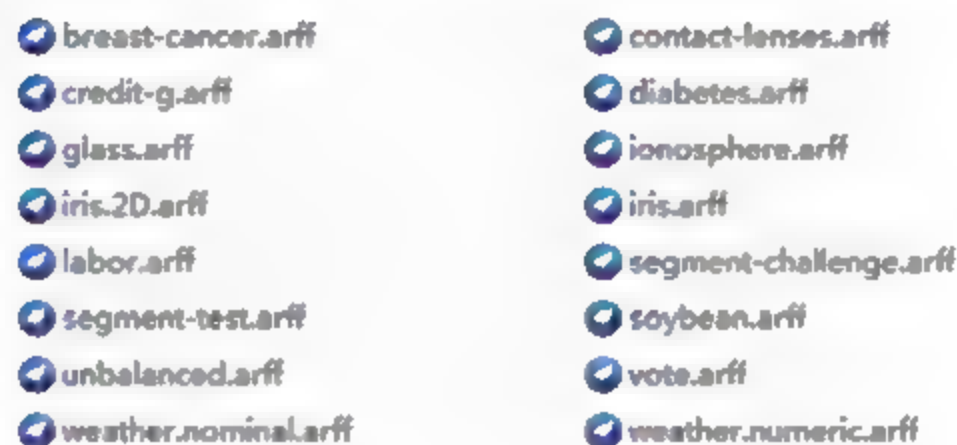 breast-cancer.arff contact-lenses.arff
credit-g.arff diabetes.arff
glass.arff ionosphere.arff
iris.2D.arff iris.arff
labor.arff segment-challenge.arff
segment-test.arff soybean.arff
unbalanced.arff vote.arff
weather.nominal.arff weather.numeric.arff